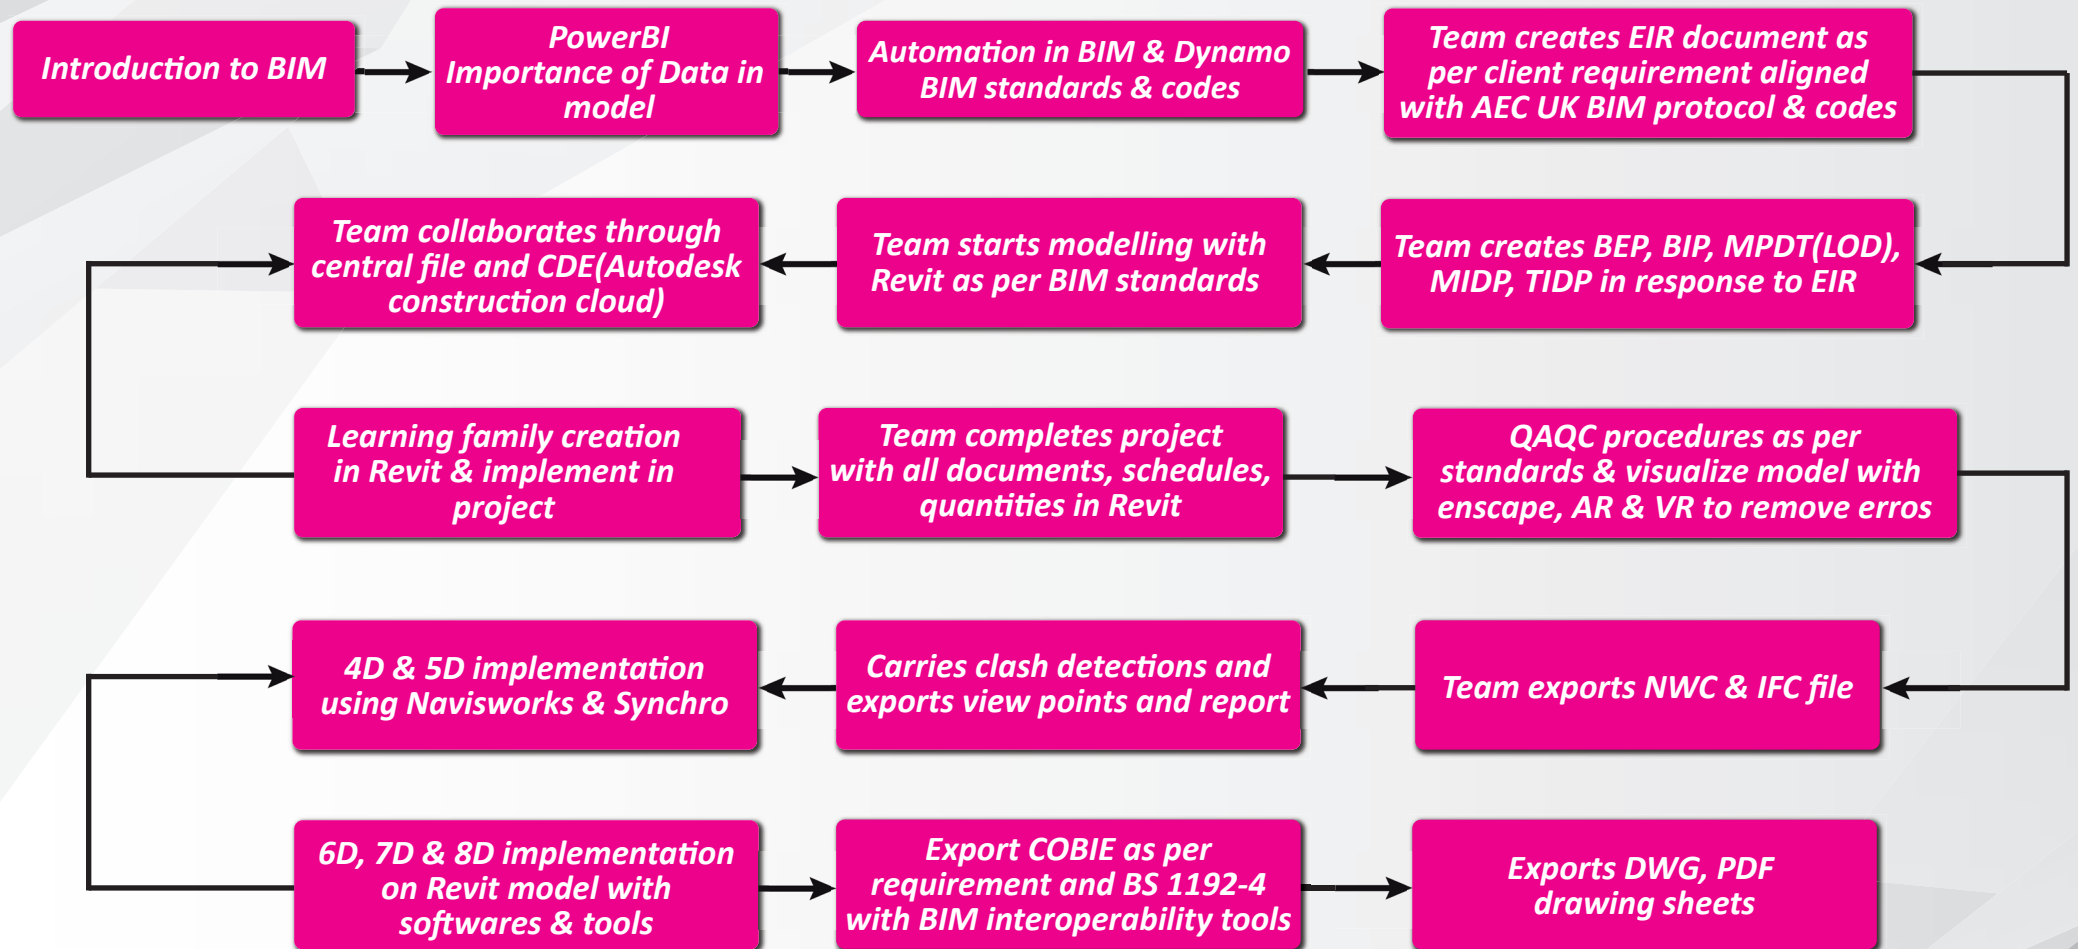 Introduction to BIM
PowerBI
Importance of Data in
model
Automation in BIM & Dynamo
BIM standards & codes
Team creates EIR document as
per client requirement aligned
with AEC UK BIM protocol & codes
Team collaborates through
central file and CDE(Autodesk
construction cloud)
Team starts modelling with
Revit as per BIM standards
Team creates BEP, BIP, MPDT(LOD),
MIDP, TIDP in response to EIR
Learning family creation
in Revit & implement in
project
Team completes project
with all documents, schedules,
quantities in Revit
QAQC procedures as per
standards & visualize model with
enscape, AR & VR to remove erros
4D & 5D implementation
using Navisworks & Synchro
Carries clash detections and
exports view points and report
Team exports NWC & IFC file
6D, 7D & 8D implementation
on Revit model with
softwares & tools
Export COBIE as per
requirement and BS 1192-4
with BIM interoperability tools
Exports DWG, PDF
drawing sheets